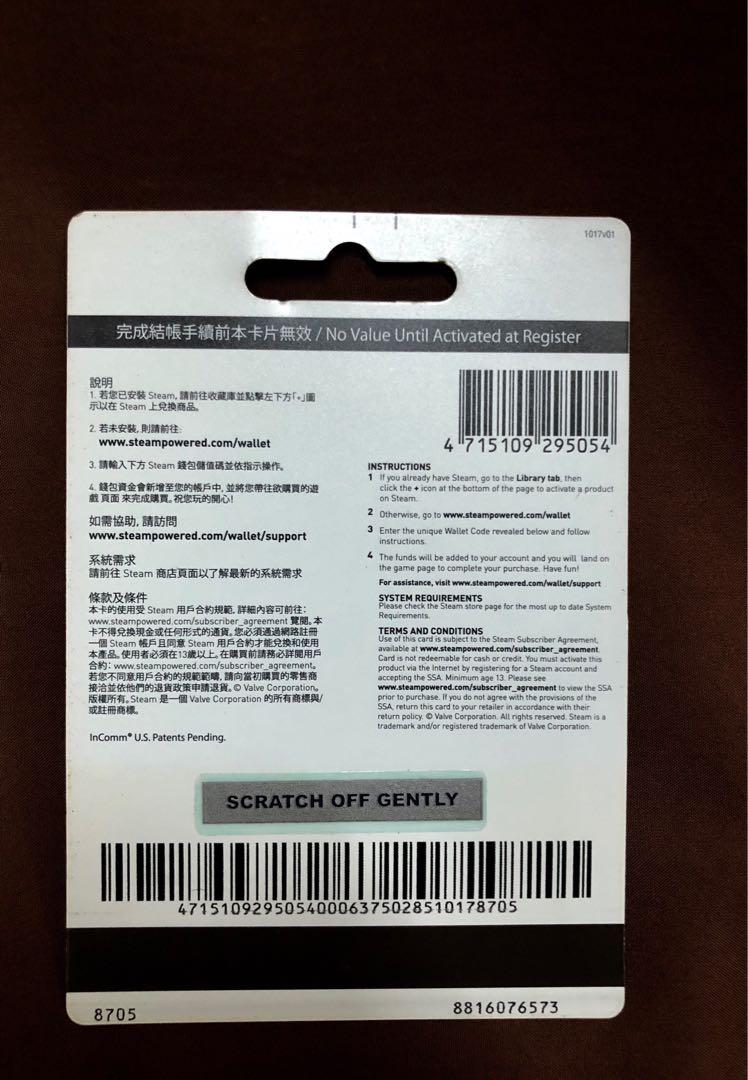 1017v01
完成結帳手續前本卡片無效 / No Value Until Activated at Register
說明
1. 若您已安裝 Steam, 請前往收藏庫並點擊左下方「+」圖
示以在 Steam 上兌換商品。
2. 若未安裝, 則請前往:
www.steampowered.com/wallet
3. 請輸入下方 Steam 錢包儲值碼並依指示操作。
4. 錢包資金會新增至您的帳戶中, 並將您帶往欲購買的遊
戲 頁面 來完成購買。祝您玩的開心!
如需協助, 請訪問
www.steampowered.com/wallet/support
系統需求
請前往 Steam 商店頁面以了解最新的系統需求
條款及條件
本卡的使用受 Steam 用戶合約規範, 詳細內容可前往:
www.steampowered.com/subscriber_agreement 覽閱。本
卡不得兌換現金或任何形式的通貨。您必須通過網路註冊
一個 Steam 帳戶且同意 Steam 用戶合約才能兌換和使用
本產品。使用者必須在13歲以上。在購買前請務必詳閱用戶
合約: www.steampowered.com/subscriber_agreement。
若您不同意用戶合約的規範範疇, 請向當初購買的零售商
接洽並依他們的退貨政策申請退貨。© Valve Corporation。
版權所有。Steam 是一個 Valve Corporation 的所有商標與/
或註冊商標。
InComm® U.S. Patents Pending.
4 715109 295054
INSTRUCTIONS
1 If you already have Steam, go to the Library tab, then
click the + icon at the bottom of the page to activate a product
on Steam.
2 Otherwise, go to www.steampowered.com/wallet
3 Enter the unique Wallet Code revealed below and follow
instructions.
4 The funds will be added to your account and you will land on
the game page to complete your purchase. Have fun!
For assistance, visit www.steampowered.com/wallet/support
SYSTEM REQUIREMENTS
Please check the Steam store page for the most up to date System
Requirements.
TERMS AND CONDITIONS
Use of this card is subject to the Steam Subscriber Agreement,
available at www.steampowered.com/subscriber_agreement.
Card is not redeemable for cash or credit. You must activate this
product via the Internet by registering for a Steam account and
accepting the SSA. Minimum age 13. Please see
www.steampowered.com/subscriber_agreement to view the SSA
prior to purchase. If you do not agree with the provisions of the
SSA, return this card to your retailer in accordance with their
return policy. © Valve Corporation. All rights reserved. Steam is a
trademark and/or registered trademark of Valve Corporation.
SCRATCH OFF GENTLY
47151092950540006375028510178705
8705
8816076573